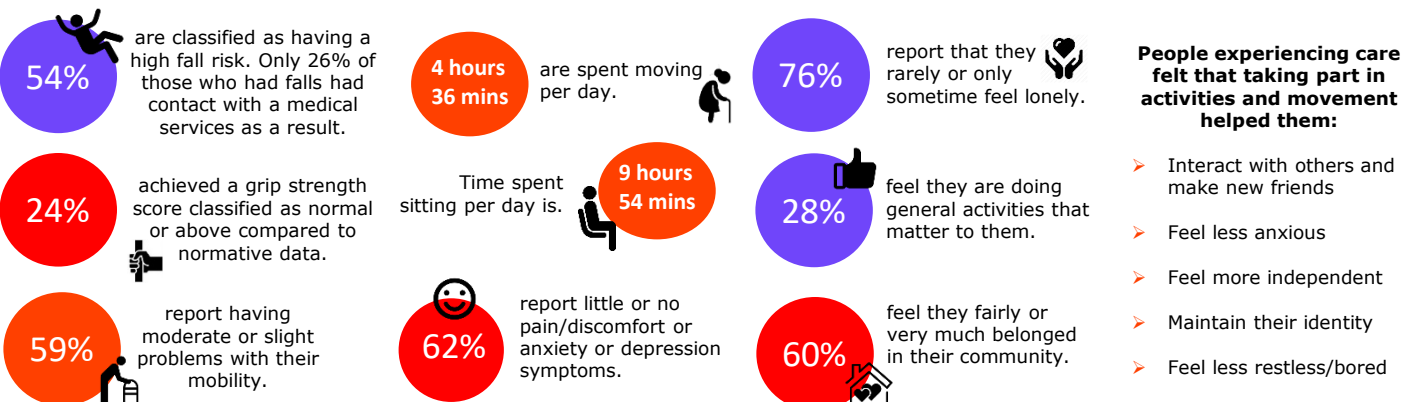 54%
are classified as having a
high fall risk. Only 26% of
those who had falls had
contact with a medical
services as a result.
24%
achieved a grip strength
score classified as normal
or above compared to
normative data.
59%
report having
moderate or slight
problems with their
mobility.
4 hours
36 mins
are spent moving
per day.
Time spent
sitting per day is.
9 hours
54 mins
62%
report little or no
pain/discomfort or
anxiety or depression
symptoms.
76%
report that they
rarely or only
sometime feel lonely.
28%
feel they are doing
general activities that
matter to them.
60%
feel they fairly or
very much belonged
in their community.
People experiencing care
felt that taking part in
activities and movement
helped them:
➢ Interact with others and
make new friends
➢ Feel less anxious
➢ Feel more independent
➢ Maintain their identity
➢ Feel less restless/bored